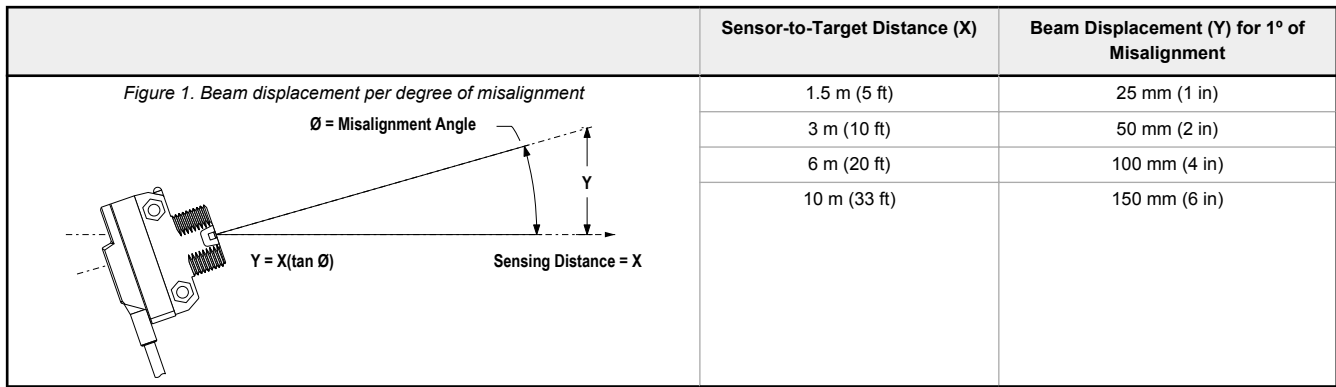 Sensor-to-Target Distance (X)
Beam Displacement (Y) for 1º of
Misalignment
Figure 1. Beam displacement per degree of misalignment
Ø = Misalignment Angle
Y
Y = X(tan Ø)
Sensing Distance = X
1.5 m (5 ft)
25 mm (1 in)
3 m (10 ft)
50 mm (2 in)
6 m (20 ft)
100 mm (4 in)
10 m (33 ft)
150 mm (6 in)